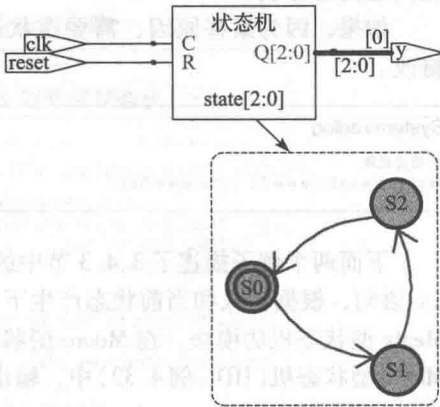 状态机
clk
reset
C
R
Q[2:0]
[0]
[2:0]
y
state[2:0]
S2
S0
S1